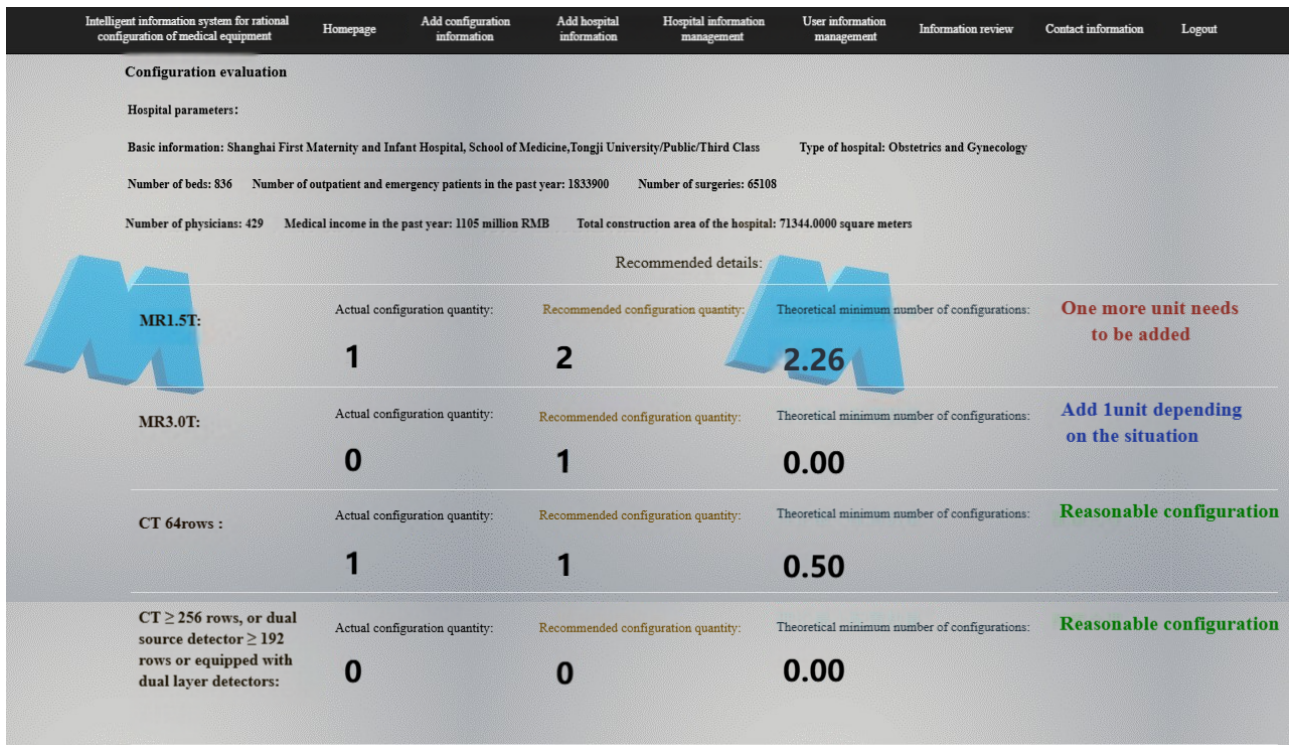 Intelligent information system for rational configuration of medical equipment Homepage Add configuration information Add hospital information Hospital information management User information management Information review Contact information Logout
Configuration evaluation
Hospital parameters:
Basic information: Shanghai First Maternity and Infant Hospital, School of Medicine,Tongji University/Public/Third Class Type of hospital: Obstetrics and Gynecology
Number of beds: 836 Number of outpatient and emergency patients in the past year: 1833900 Number of surgeries: 65108
Number of physicians: 429 Medical income in the past year: 1105 million RMB Total construction area of the hospital: 71344.0000 square meters
Recommended details:
MR1.5T:
Actual configuration quantity: Recommended configuration quantity: Theoretical minimum number of configurations:
1 2 2.26
One more unit needs
to be added
MR3.0T:
Actual configuration quantity: Recommended configuration quantity: Theoretical minimum number of configurations:
0 1 0.00
Add 1unit depending
on the situation
CT 64rows :
Actual configuration quantity: Recommended configuration quantity: Theoretical minimum number of configurations:
1 1 0.50
Reasonable configuration
CT ≥ 256 rows, or dual
source detector ≥ 192
rows or equipped with
dual layer detectors:
Actual configuration quantity: Recommended configuration quantity: Theoretical minimum number of configurations:
0 0 0.00
Reasonable configuration